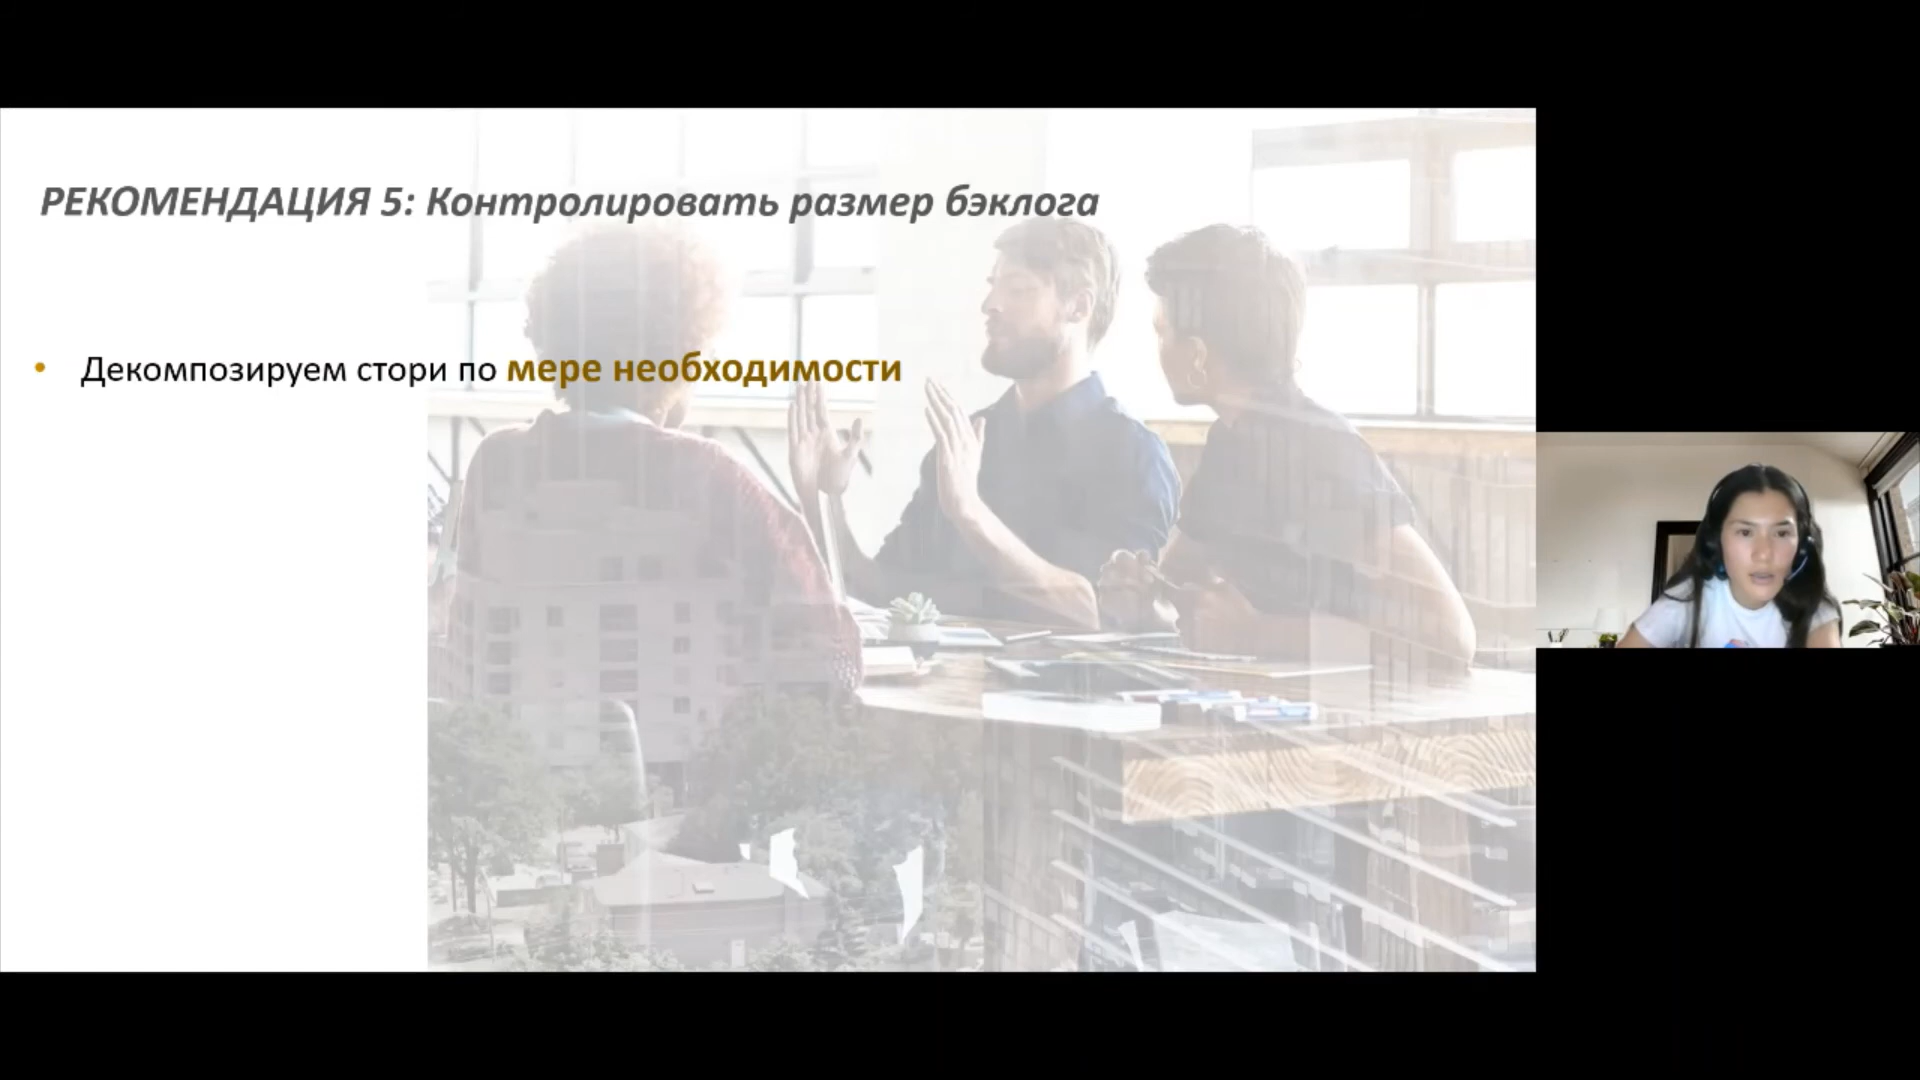 РЕКОМЕНДАЦИЯ 5: Контролировать размер бэклога
• Декомпозируем стори по мере необходимости